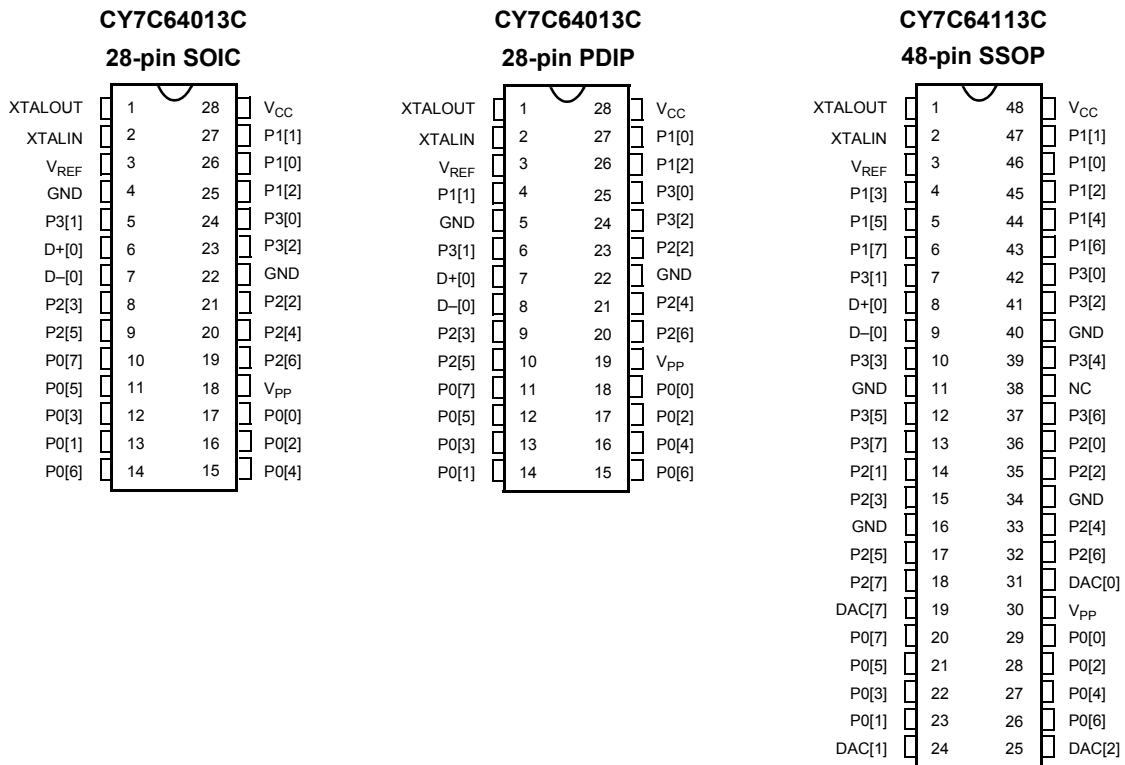 CY7C64013C
28-pin SOIC
XTALOUT 1 28 VCC
XTALIN 2 27 P1[1]
VREF 3 26 P1[0]
GND 4 25 P1[2]
P3[1] 5 24 P3[0]
D+[0] 6 23 P3[2]
D–[0] 7 22 GND
P2[3] 8 21 P2[2]
P2[5] 9 20 P2[4]
P0[7] 10 19 P2[6]
P0[5] 11 18 VPP
P0[3] 12 17 P0[0]
P0[1] 13 16 P0[2]
P0[6] 14 15 P0[4]
CY7C64013C
28-pin PDIP
XTALOUT 1 28 VCC
XTALIN 2 27 P1[0]
VREF 3 26 P1[2]
P1[1] 4 25 P3[0]
GND 5 24 P3[2]
P3[1] 6 23 P2[2]
D+[0] 7 22 GND
D–[0] 8 21 P2[4]
P2[3] 9 20 P2[6]
P2[5] 10 19 VPP
P0[7] 11 18 P0[0]
P0[5] 12 17 P0[2]
P0[3] 13 16 P0[4]
P0[1] 14 15 P0[6]
CY7C64113C
48-pin SSOP
XTALOUT 1 48 VCC
XTALIN 2 47 P1[1]
VREF 3 46 P1[0]
P1[3] 4 45 P1[2]
P1[5] 5 44 P1[4]
P1[7] 6 43 P1[6]
P3[1] 7 42 P3[0]
D+[0] 8 41 P3[2]
D–[0] 9 40 GND
P3[3] 10 39 P3[4]
GND 11 38 NC
P3[5] 12 37 P3[6]
P3[7] 13 36 P2[0]
P2[1] 14 35 P2[2]
P2[3] 15 34 GND
GND 16 33 P2[4]
P2[5] 17 32 P2[6]
P2[7] 18 31 DAC[0]
DAC[7] 19 30 VPP
P0[7] 20 29 P0[0]
P0[5] 21 28 P0[2]
P0[3] 22 27 P0[4]
P0[1] 23 26 P0[6]
DAC[1] 24 25 DAC[2]